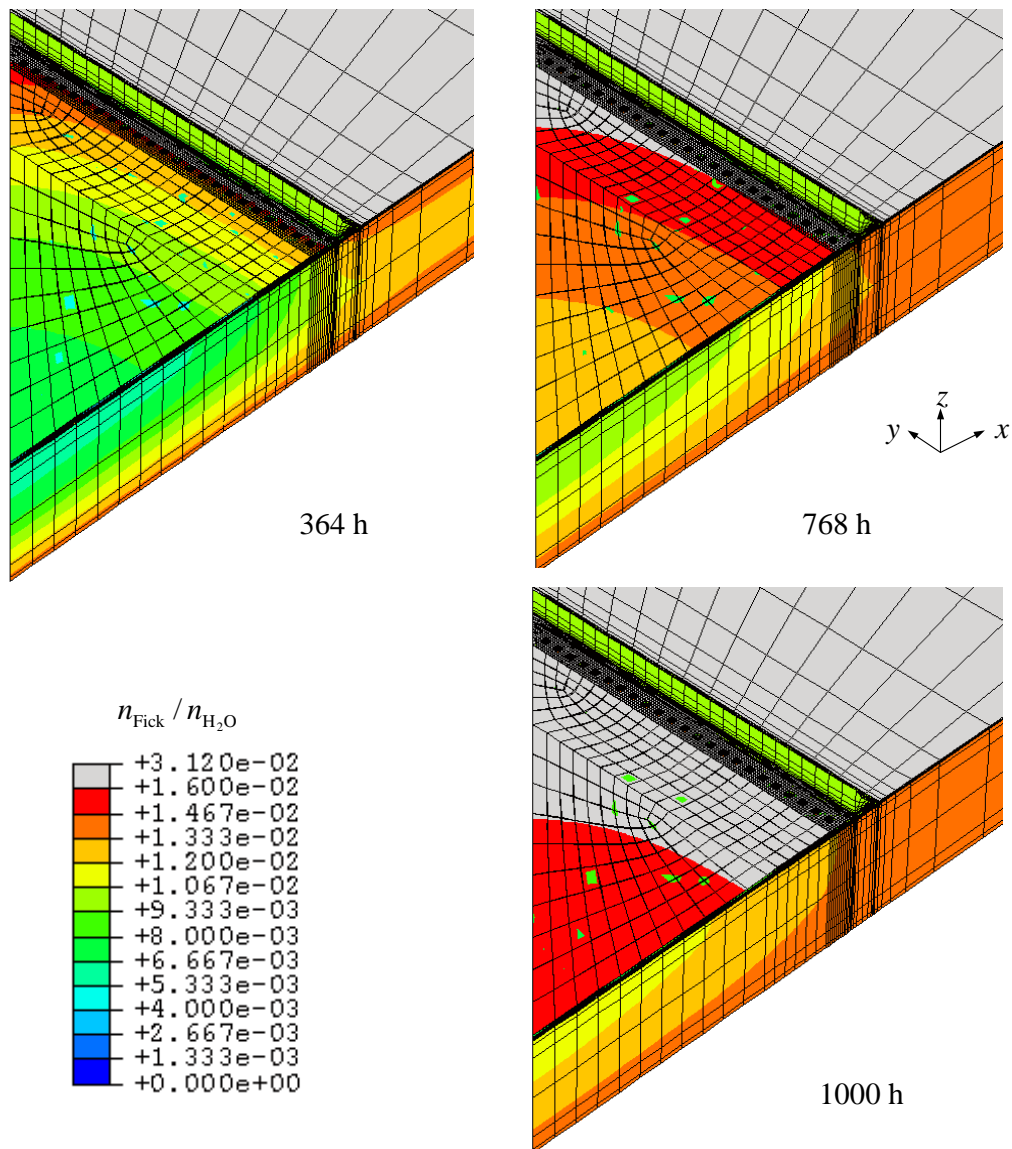 364 h
768 h
z
y
x
n_Fick / n_H₂O
+3.120e-02
+1.600e-02
+1.467e-02
+1.333e-02
+1.200e-02
+1.067e-02
+9.333e-03
+8.000e-03
+6.667e-03
+5.333e-03
+4.000e-03
+2.667e-03
+1.333e-03
+0.000e+00
1000 h